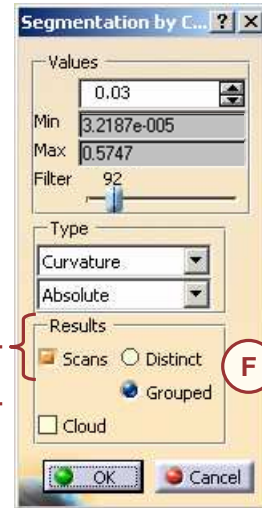 Segmentation by C...
Values
0.03
Min 3.2187e-005
Max 0.5747
Filter 92
Type
Curvature
Absolute
Results
Scans Distinct
F
Grouped
Cloud
OK Cancel